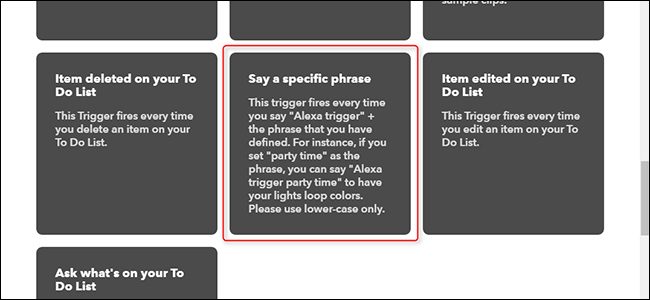 sample clips.
Item deleted on your To
Do List
This Trigger fires every time
you delete an item on your
To Do List.
Say a specific phrase
This trigger fires every time
you say "Alexa trigger" +
the phrase that you have
defined. For instance, if you
set "party time" as the
phrase, you can say "Alexa
trigger party time" to have
your lights loop colors.
Please use lower-case only.
Item edited on your To
Do List
This Trigger fires every time
you edit an item on your To
Do List.
Ask what's on your To
Do List